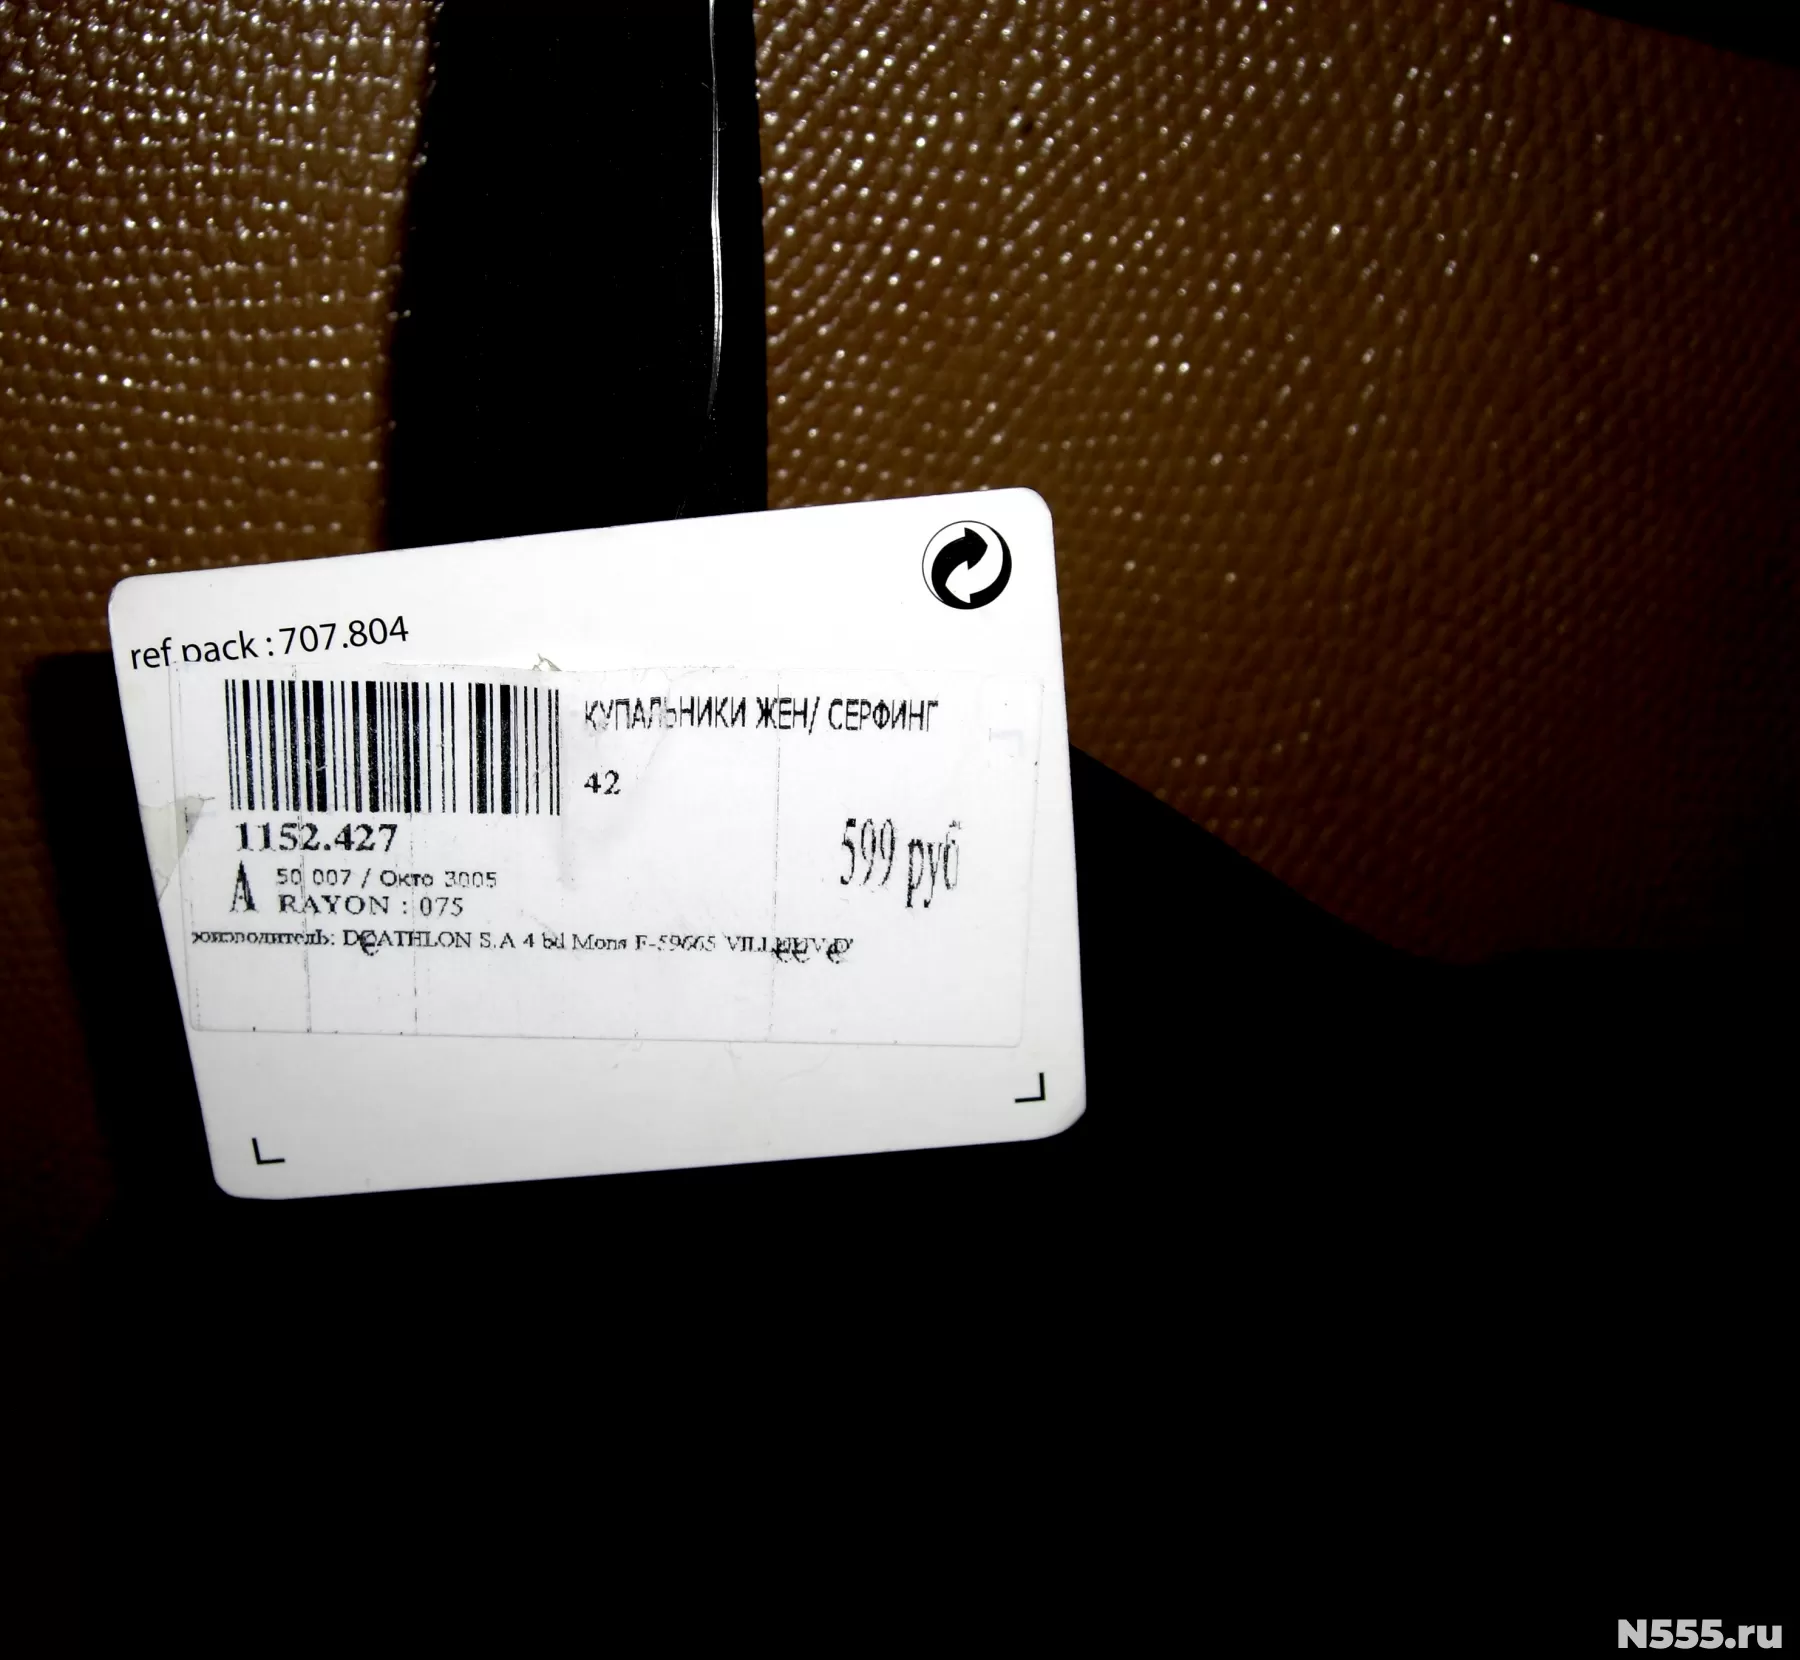 ref pack : 707.804
КУПАЛЬНИКИ ЖЕН/ СЕРФИНГ
42
1152.427
599 руб
A 50 007 / Окто 3005
RAYON : 075
роизводитель: DECATHLON S.A 4 bd Mons F-59665
N555.ru